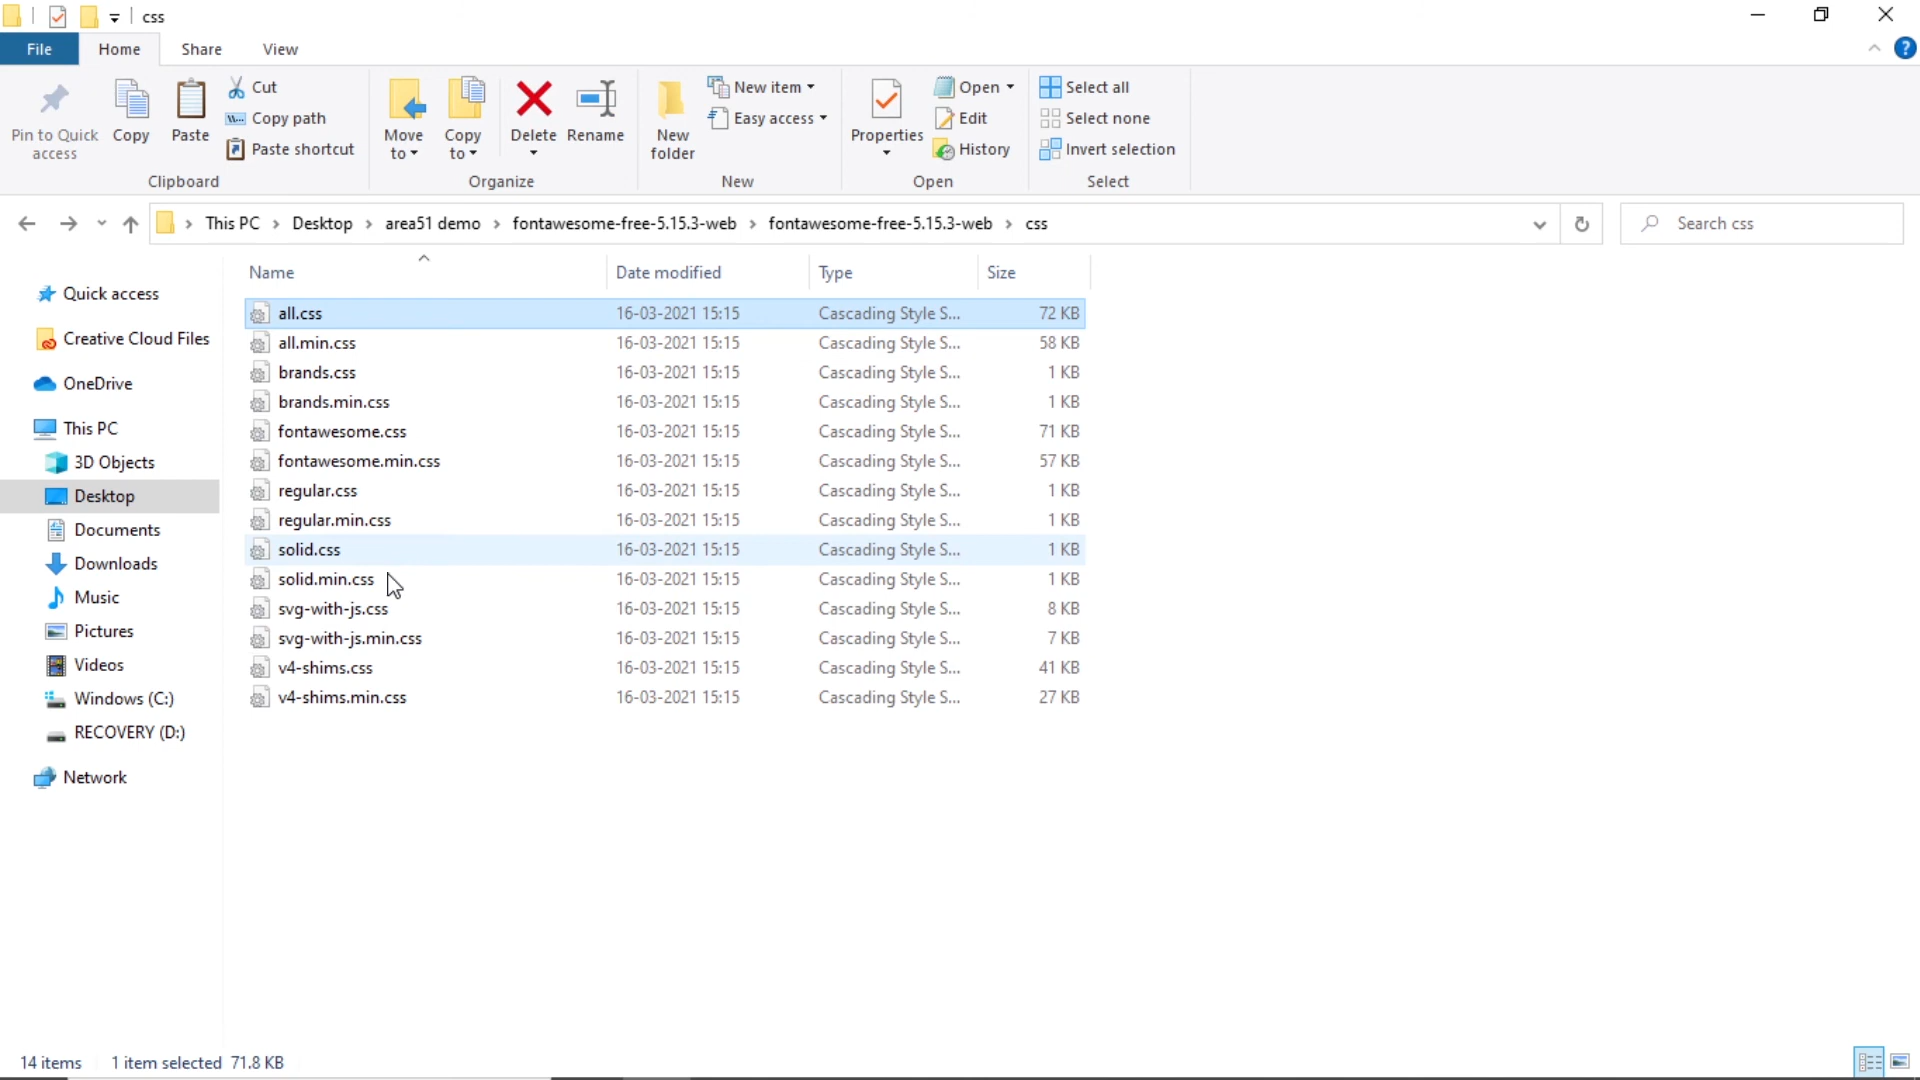 css
File Home Share View
Pin to Quick access Copy Paste Cut Copy path Paste shortcut
Move to Copy to Delete Rename New folder New item Easy access
Properties Open Edit History Select all Select none Invert selection
Clipboard Organize New Open Select
This PC Desktop area51 demo fontawesome-free-5.15.3-web fontawesome-free-5.15.3-web css
Search css
Quick access
Creative Cloud Files
OneDrive
This PC
3D Objects
Desktop
Documents
Downloads
Music
Pictures
Videos
Windows (C:)
RECOVERY (D:)
Network
Name Date modified Type Size
all.css 16-03-2021 15:15 Cascading Style S... 72 KB
all.min.css 16-03-2021 15:15 Cascading Style S... 58 KB
brands.css 16-03-2021 15:15 Cascading Style S... 1 KB
brands.min.css 16-03-2021 15:15 Cascading Style S... 1 KB
fontawesome.css 16-03-2021 15:15 Cascading Style S... 71 KB
fontawesome.min.css 16-03-2021 15:15 Cascading Style S... 57 KB
regular.css 16-03-2021 15:15 Cascading Style S... 1 KB
regular.min.css 16-03-2021 15:15 Cascading Style S... 1 KB
solid.css 16-03-2021 15:15 Cascading Style S... 1 KB
solid.min.css 16-03-2021 15:15 Cascading Style S... 1 KB
svg-with-js.css 16-03-2021 15:15 Cascading Style S... 8 KB
svg-with-js.min.css 16-03-2021 15:15 Cascading Style S... 7 KB
v4-shims.css 16-03-2021 15:15 Cascading Style S... 41 KB
v4-shims.min.css 16-03-2021 15:15 Cascading Style S... 27 KB
14 items 1 item selected 71.8 KB